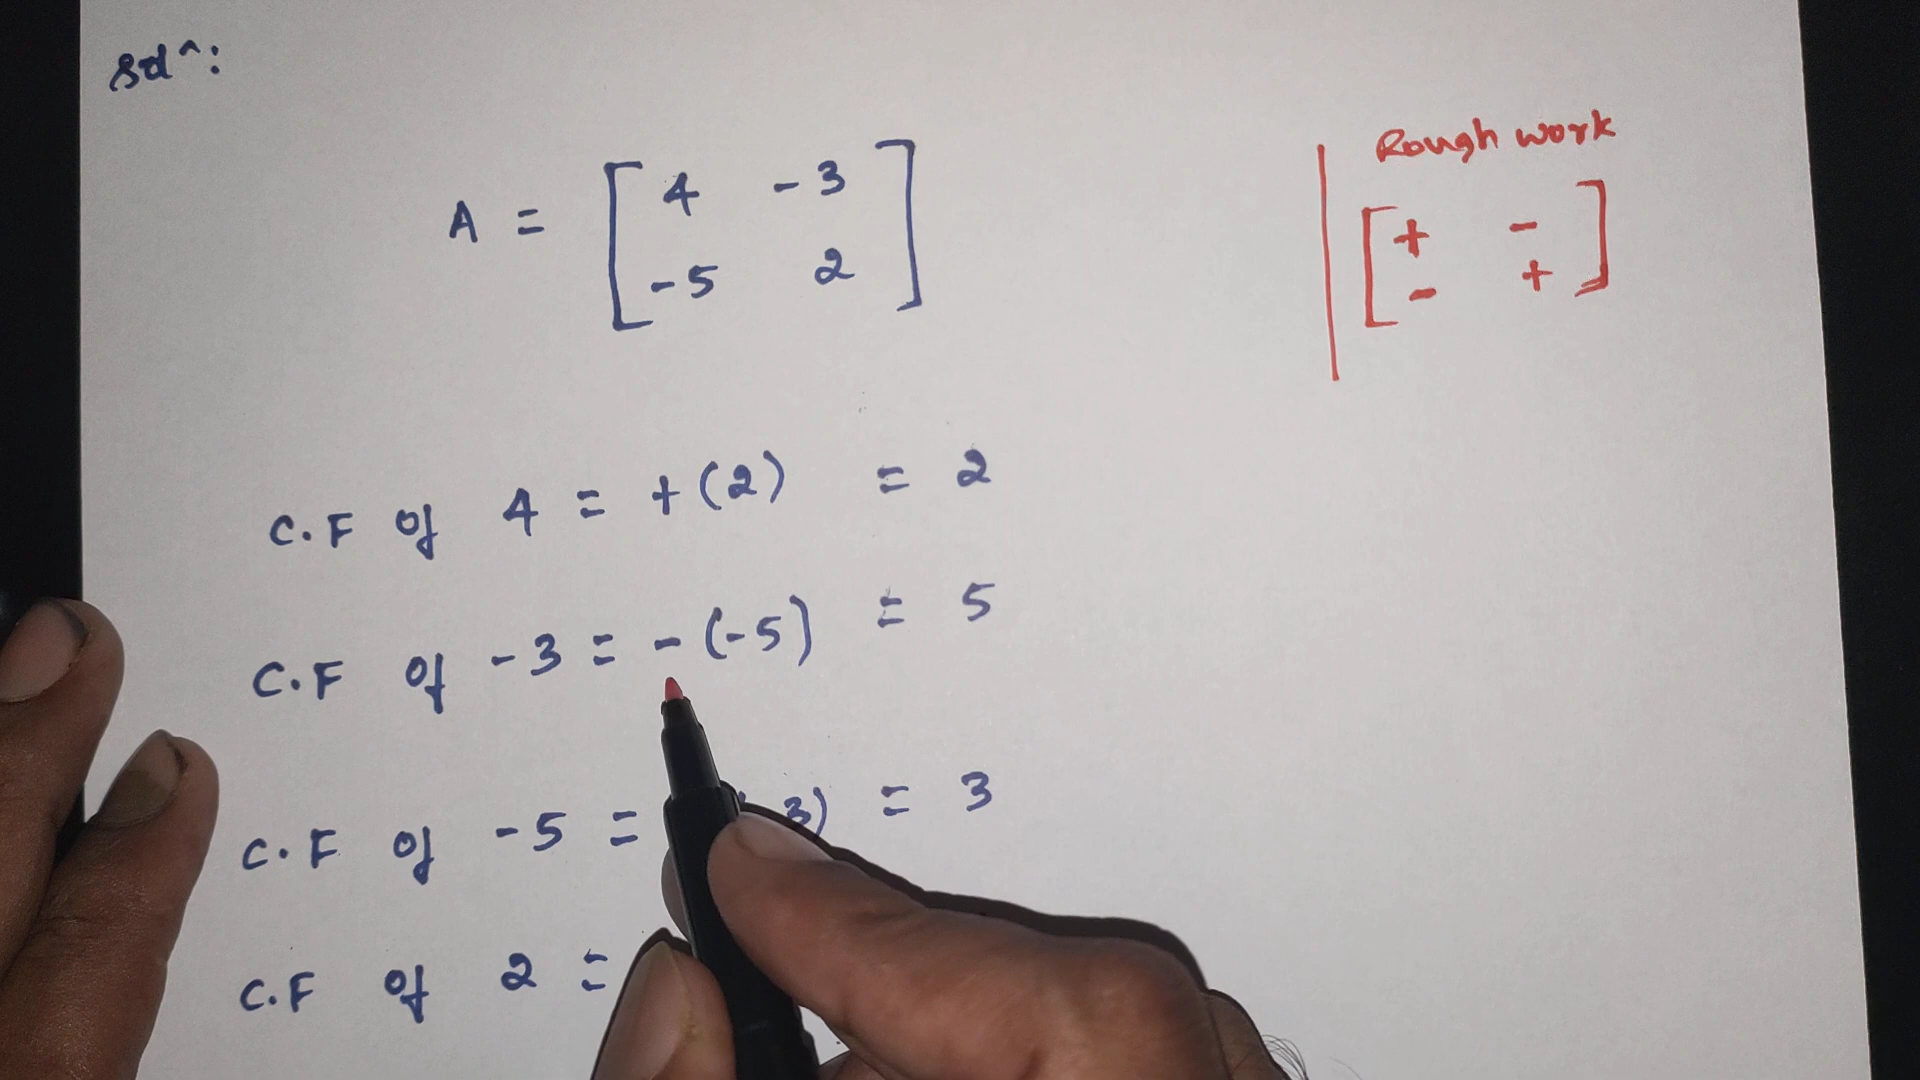 Soln:
A = [ 4 -3
-5 2 ]
Rough work
[ + -
- + ]
C.F of 4 = +(2) = 2
C.F of -3 = -(-5) = 5
C.F of -5 = 3) = 3
C.F of 2 =